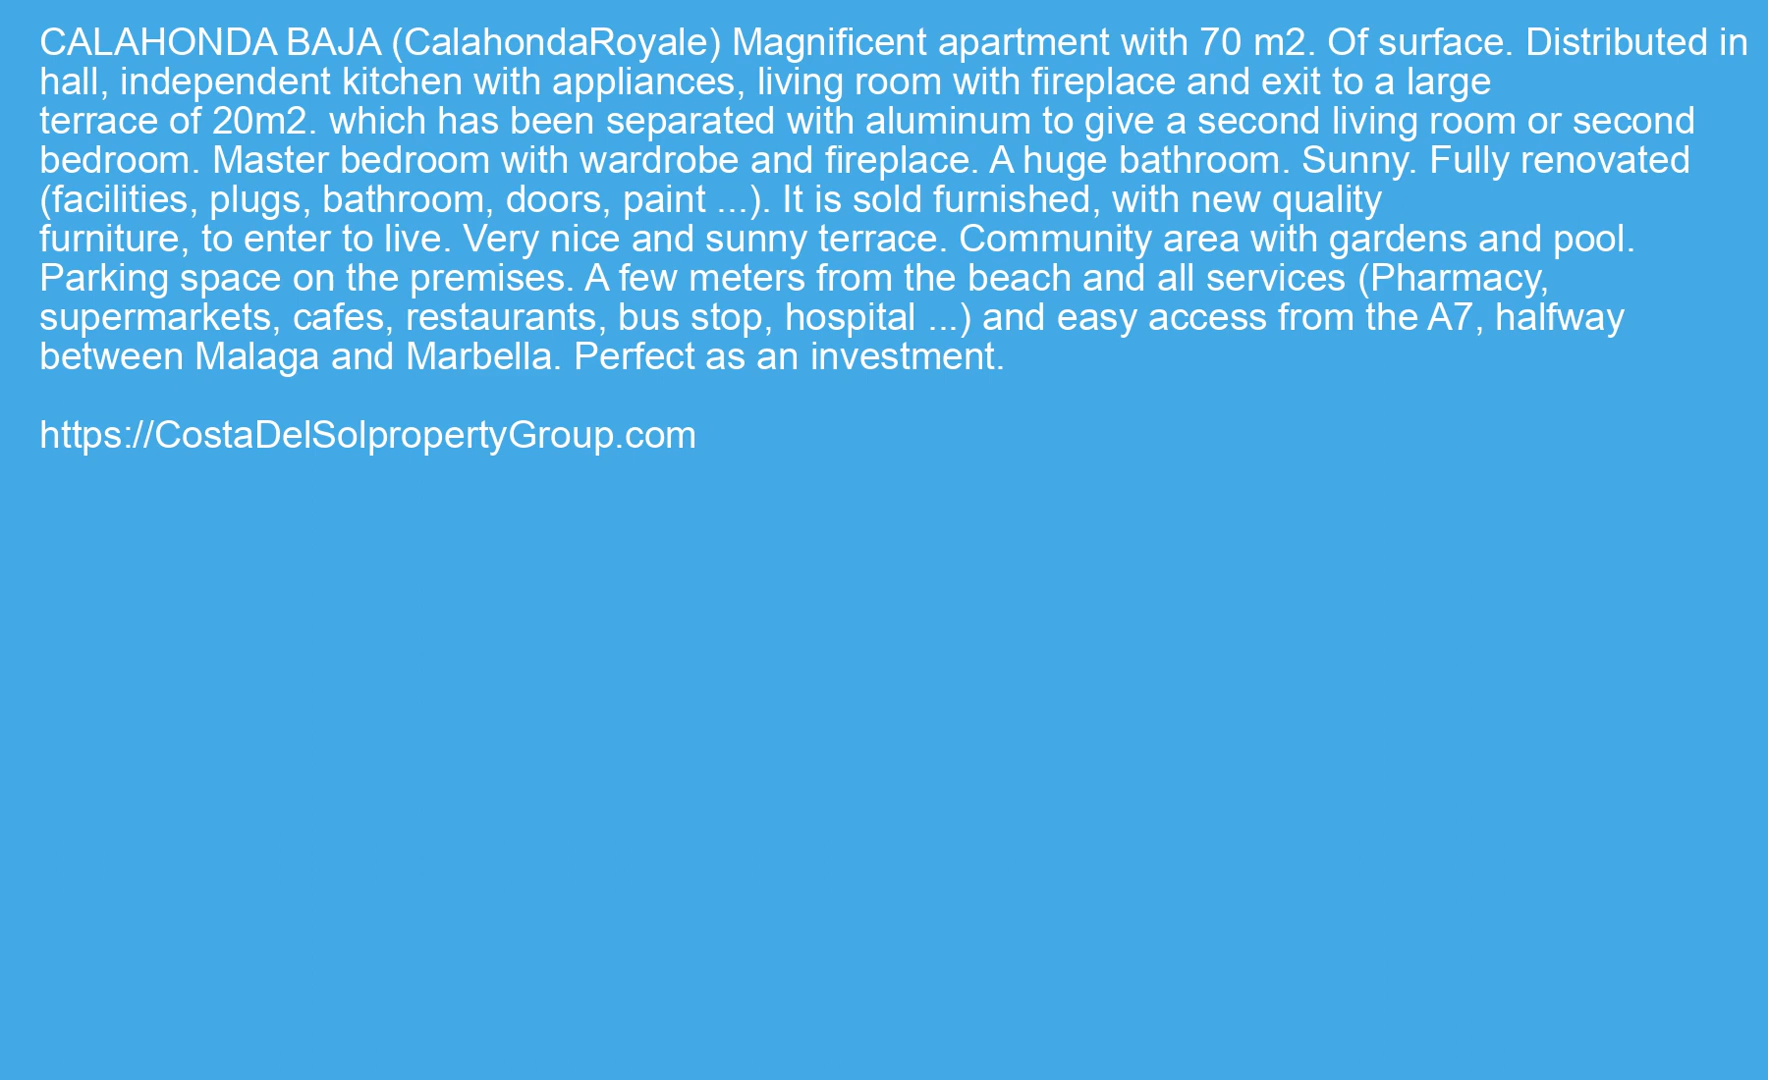 CALAHONDA BAJA (CalahondaRoyale) Magnificent apartment with 70 m2. Of surface. Distributed in
hall, independent kitchen with appliances, living room with fireplace and exit to a large
terrace of 20m2. which has been separated with aluminum to give a second living room or second
bedroom. Master bedroom with wardrobe and fireplace. A huge bathroom. Sunny. Fully renovated
(facilities, plugs, bathroom, doors, paint ...). It is sold furnished, with new quality
furniture, to enter to live. Very nice and sunny terrace. Community area with gardens and pool.
Parking space on the premises. A few meters from the beach and all services (Pharmacy,
supermarkets, cafes, restaurants, bus stop, hospital ...) and easy access from the A7, halfway
between Malaga and Marbella. Perfect as an investment.
https://CostaDelSolpropertyGroup.com